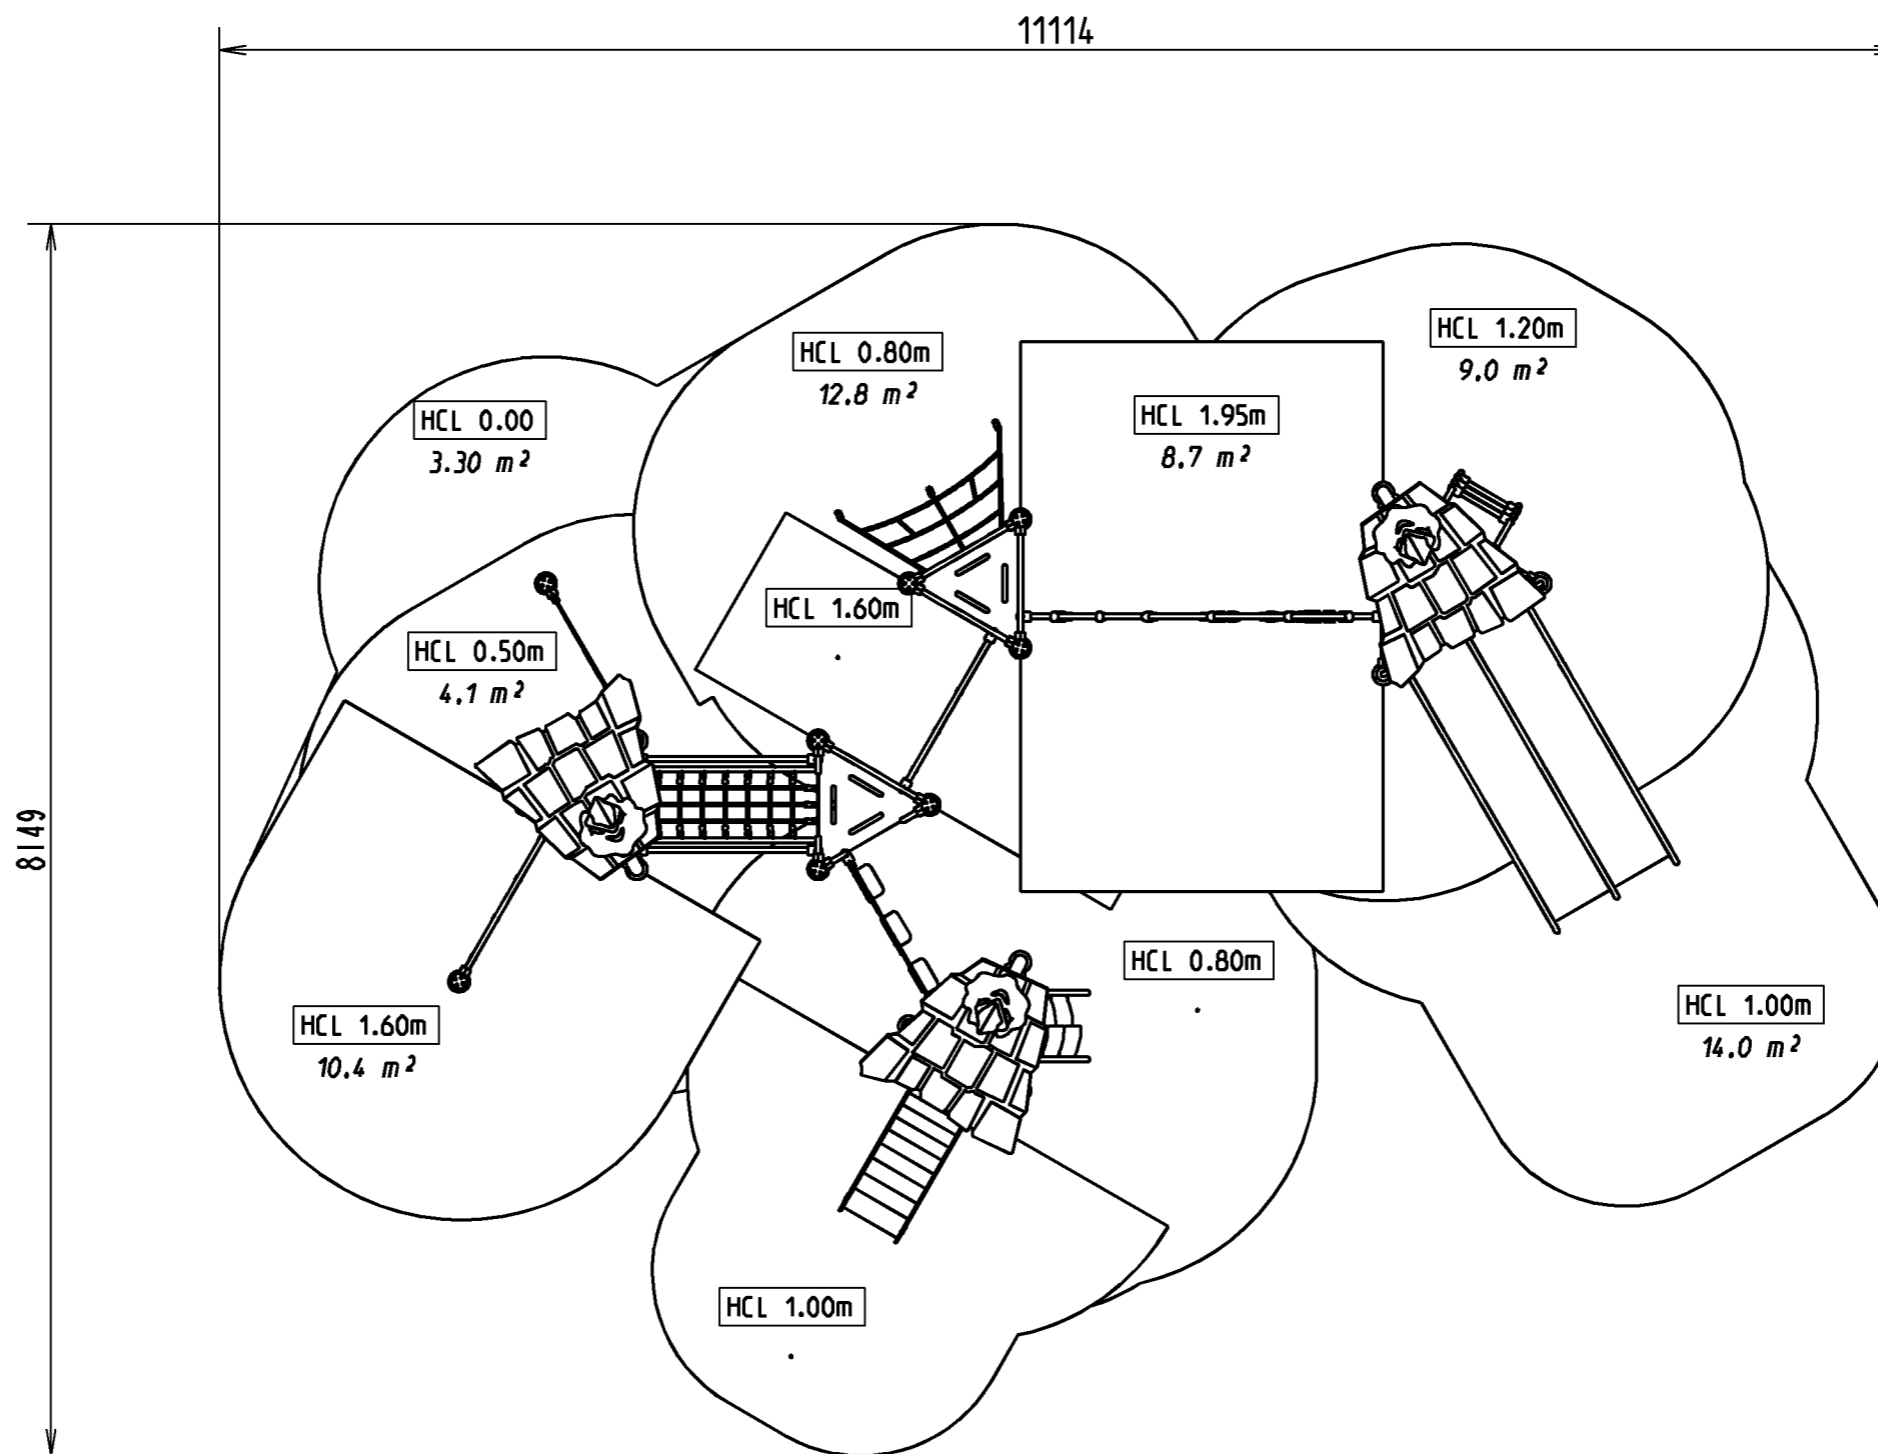 11114
HCL 1.20m
9.0 m²
HCL 0.80m
12.8 m²
HCL 0.00
3.30 m²
HCL 1.95m
8.7 m²
HCL 1.60m
HCL 0.50m
4.1 m²
8149
HCL 0.80m
HCL 1.60m
10.4 m²
HCL 1.00m
14.0 m²
HCL 1.00m